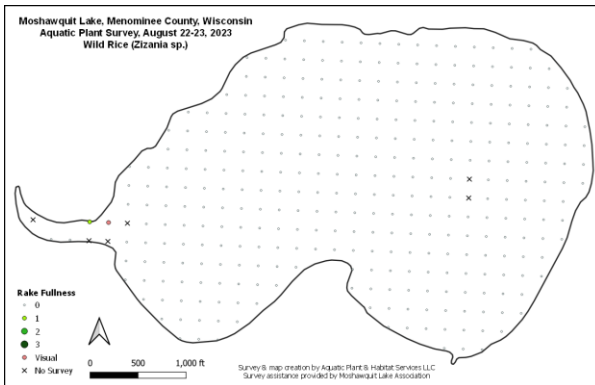 Moshawquit Lake, Menominee County, Wisconsin
Aquatic Plant Survey, August 22-23, 2023
Wild Rice (Zizania sp.)
Rake Fullness
0
1
2
3
Visual
No Survey
0 500 1,000 ft
Survey & map creation by Aquatic Plant & Habitat Services LLC
Survey assistance provided by Moshawquit Lake Association